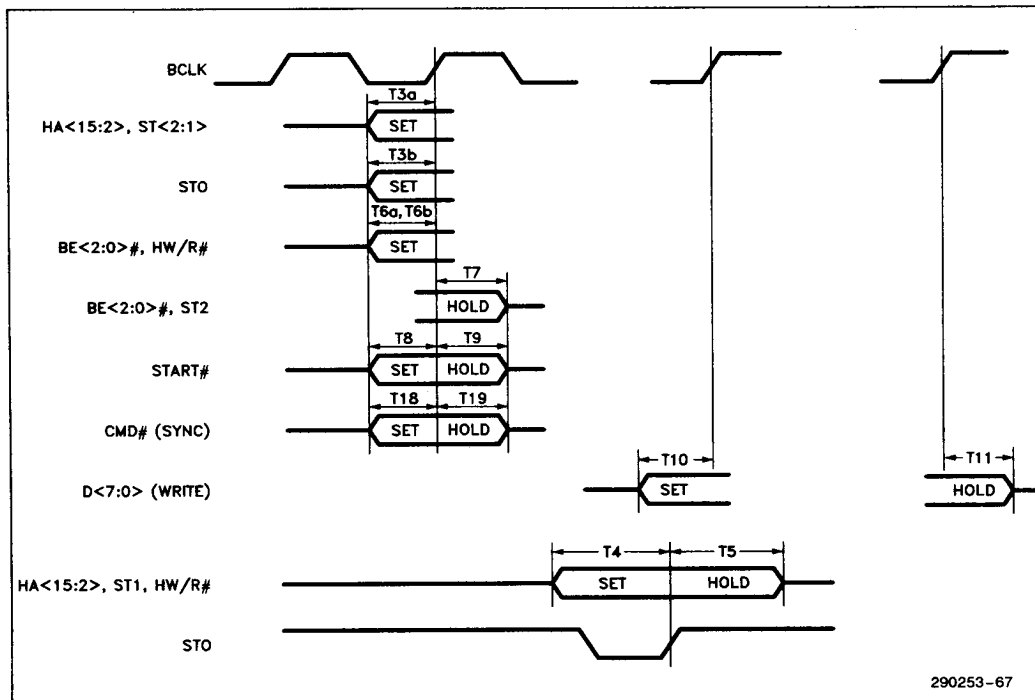 BCLK
T3a
HA<15:2>, ST<2:1> SET
T3b
ST0 SET
T6a, T6b
BE<2:0>#, HW/R# SET
T7
BE<2:0>#, ST2 HOLD
T8 T9
START# SET HOLD
T18 T19
CMD# (SYNC) SET HOLD
T10 T11
D<7:0> (WRITE) SET HOLD
T4 T5
HA<15:2>, ST1, HW/R# SET HOLD
ST0
290253-67